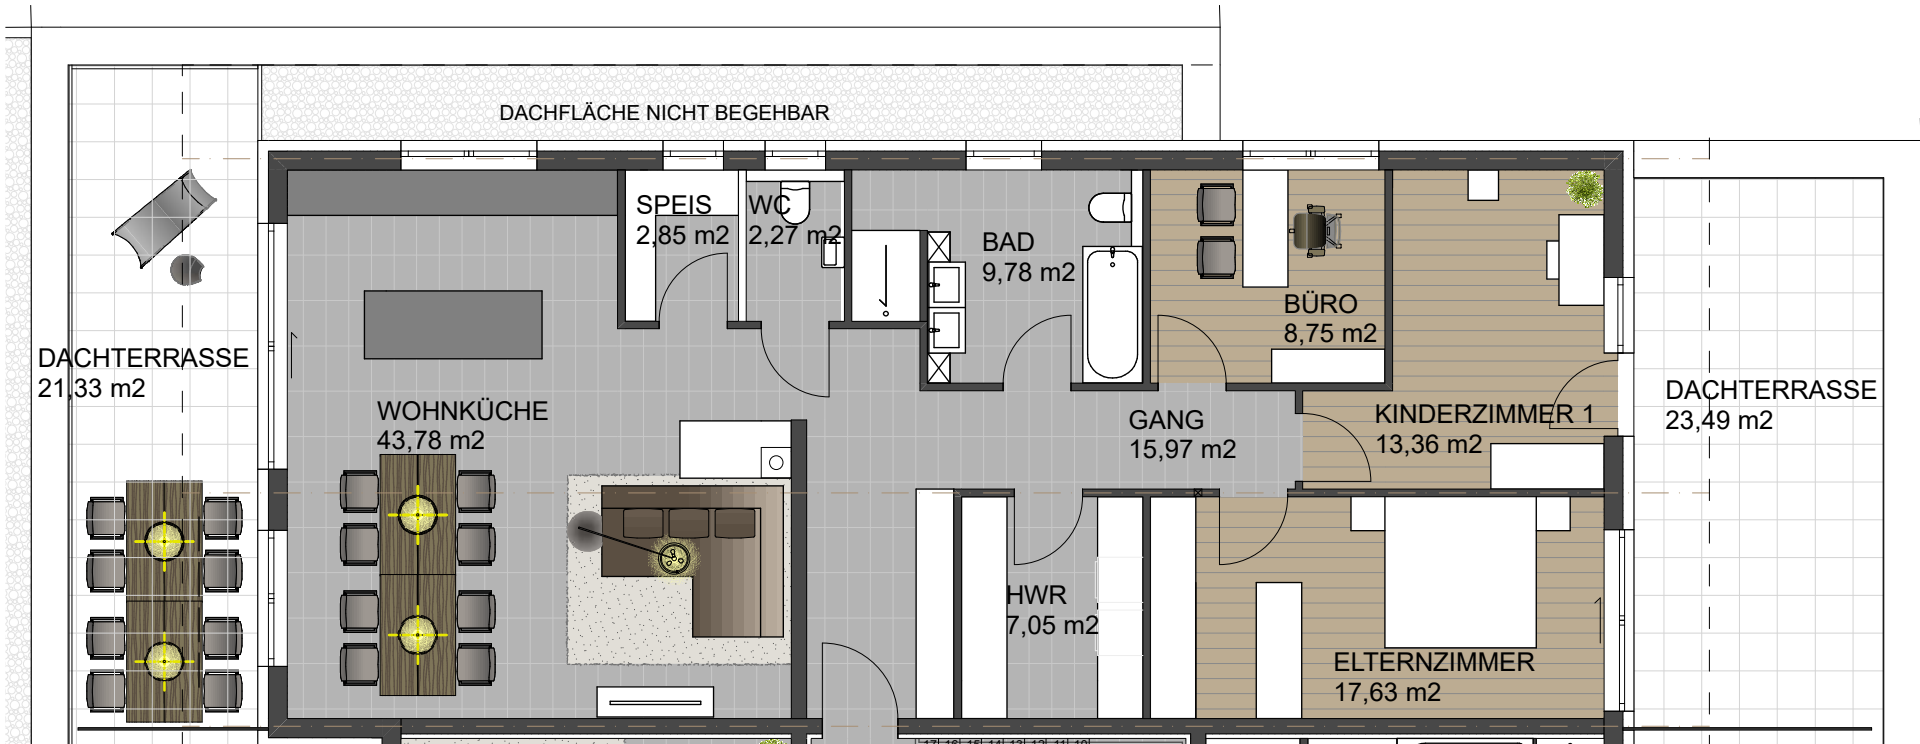 DACHFLÄCHE NICHT BEGEHBAR
SPEIS
2,85 m2
WC
2,27 m2
BAD
9,78 m2
BÜRO
8,75 m2
DACHTERRASSE
21,33 m2
WOHNKÜCHE
43,78 m2
GANG
15,97 m2
KINDERZIMMER 1
13,36 m2
DACHTERRASSE
23,49 m2
HWR
7,05 m2
ELTERNZIMMER
17,63 m2